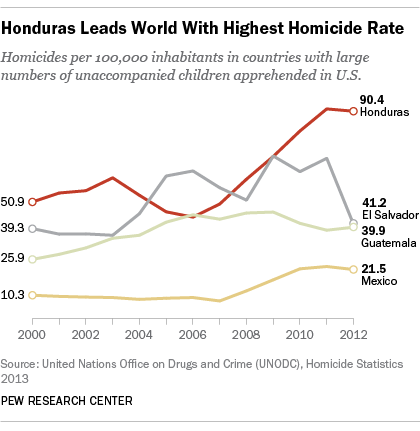 Honduras Leads World With Highest Homicide Rate
Homicides per 100,000 inhabitants in countries with large
numbers of unaccompanied children apprehended in U.S.
90.4
Honduras
50.9
39.3
25.9
10.3
41.2
El Salvador
39.9
Guatemala
21.5
Mexico
2000 2002 2004 2006 2008 2010 2012
Source: United Nations Office on Drugs and Crime (UNODC), Homicide Statistics
2013
PEW RESEARCH CENTER